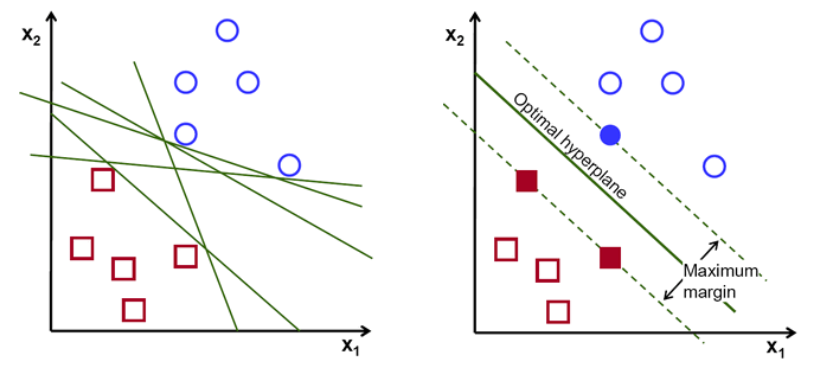 x₂
x₁
x₂
Optimal hyperplane
Maximum
margin
x₁